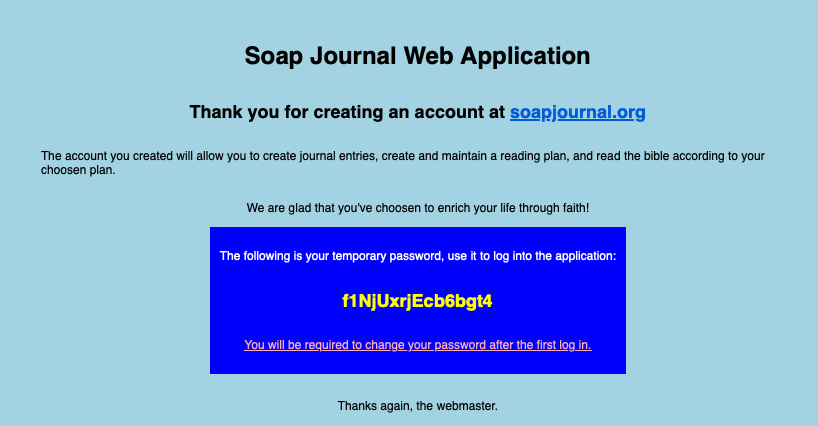 Soap Journal Web Application
Thank you for creating an account at soapjournal.org
The account you created will allow you to create journal entries, create and maintain a reading plan, and read the bible according to your
choosen plan.
We are glad that you've choosen to enrich your life through faith!
The following is your temporary password, use it to log into the application:
f1NjUxrjEcb6bgt4
You will be required to change your password after the first log in.
Thanks again, the webmaster.